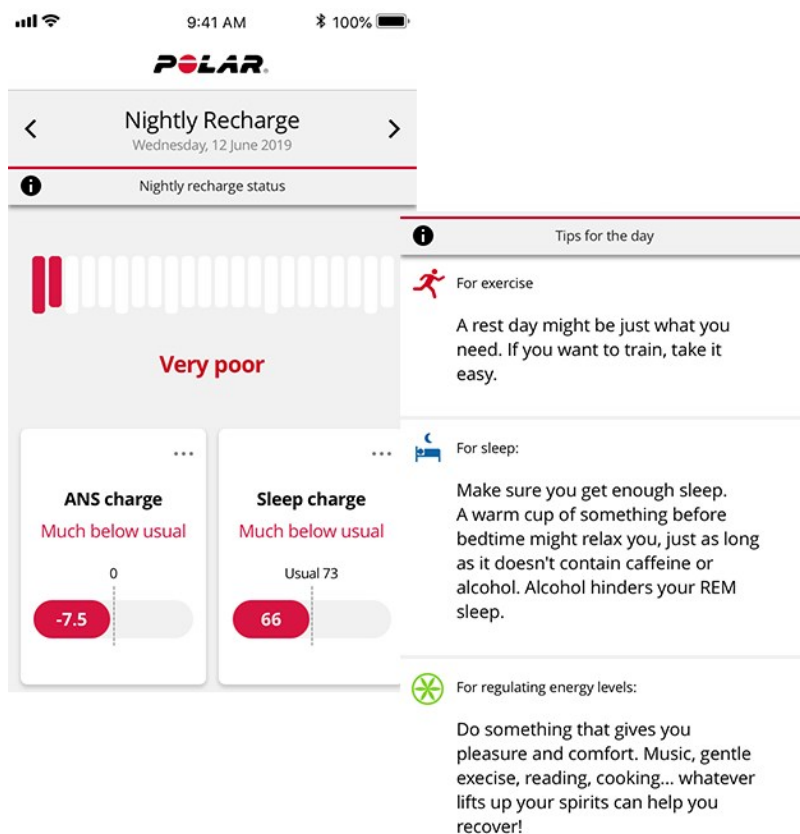 9:41 AM
100%
POLAR
Nightly Recharge
Wednesday, 12 June 2019
Nightly recharge status
Very poor
ANS charge
Much below usual
0
-7.5
Sleep charge
Much below usual
Usual 73
66
Tips for the day
For exercise
A rest day might be just what you
need. If you want to train, take it
easy.
For sleep:
Make sure you get enough sleep.
A warm cup of something before
bedtime might relax you, just as long
as it doesn't contain caffeine or
alcohol. Alcohol hinders your REM
sleep.
For regulating energy levels:
Do something that gives you
pleasure and comfort. Music, gentle
execise, reading, cooking... whatever
lifts up your spirits can help you
recover!